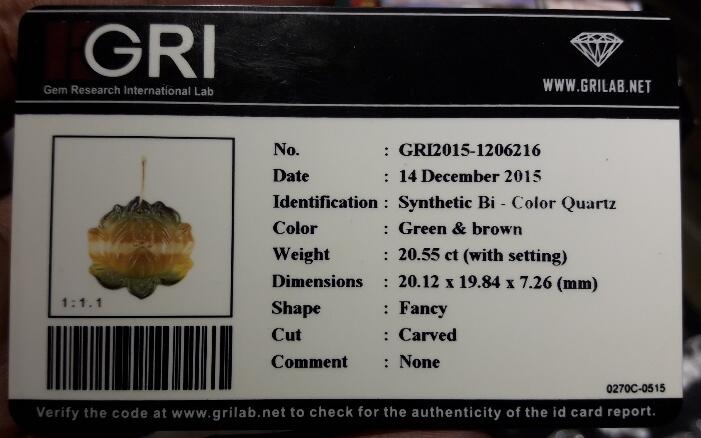 GRI
Gem Research International Lab
WWW.GRILAB.NET
No. : GRI2015-1206216
Date : 14 December 2015
Identification : Synthetic Bi - Color Quartz
Color : Green & brown
Weight : 20.55 ct (with setting)
Dimensions : 20.12 x 19.84 x 7.26 (mm)
Shape : Fancy
Cut : Carved
Comment : None
1:1.1
0270C-0515
Verify the code at www.grilab.net to check for the authenticity of the id card report.